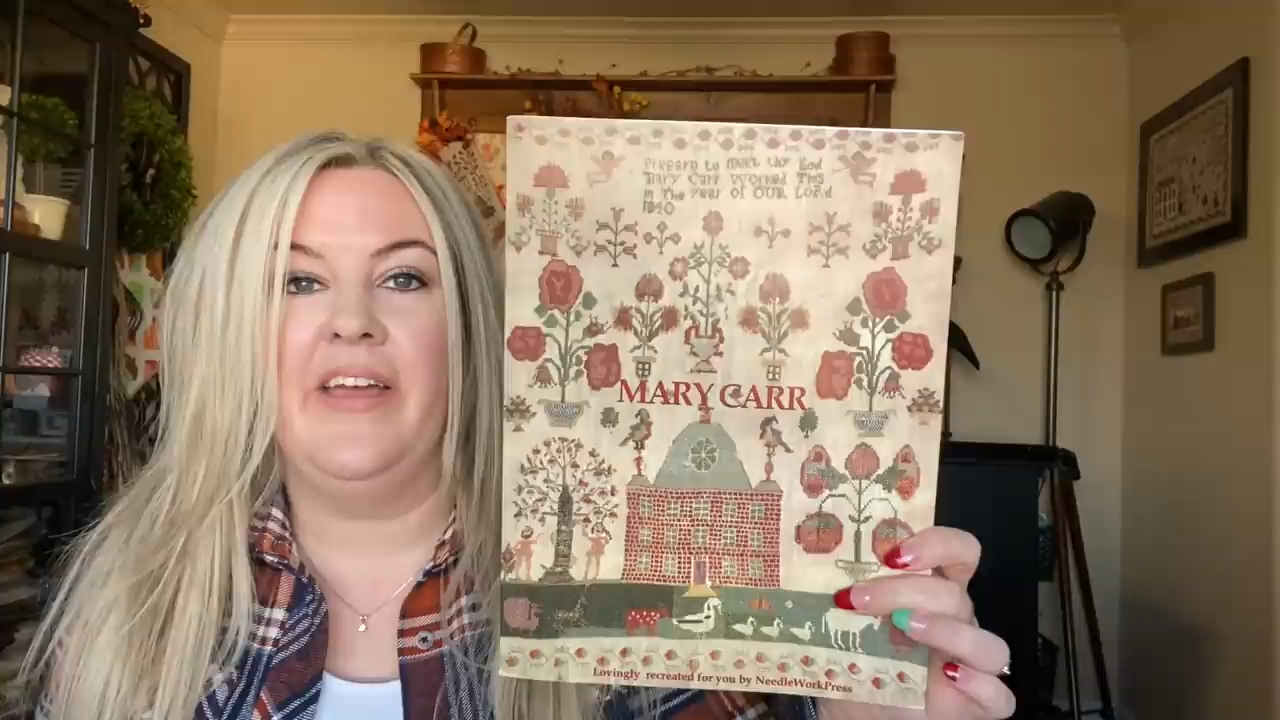 Prepare to meet thy God
Mary Carr Worked This
in The year of OUR LorD
1840
MARY CARR
Lovingly recreated for you by NeedleWorkPress